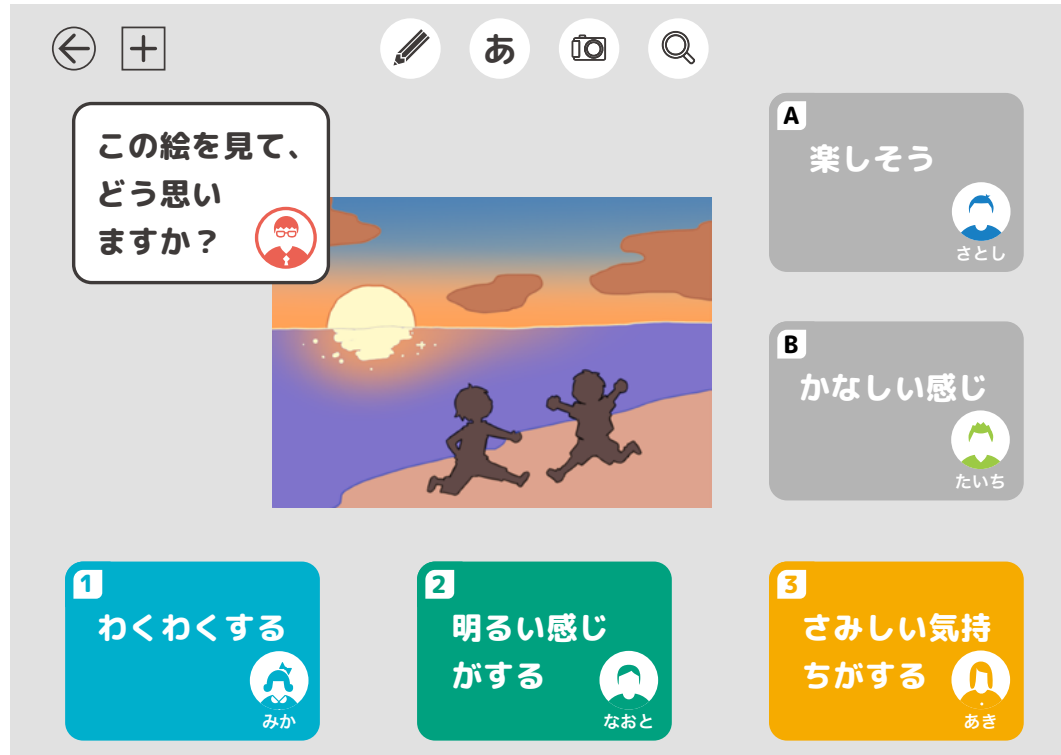 あ
この絵を見て、
どう思い
ますか？
A
楽しそう
さとし
B
かなしい感じ
たいち
1
わくわくする
みか
2
明るい感じ
がする
なおと
3
さみしい気持
ちがする
あき